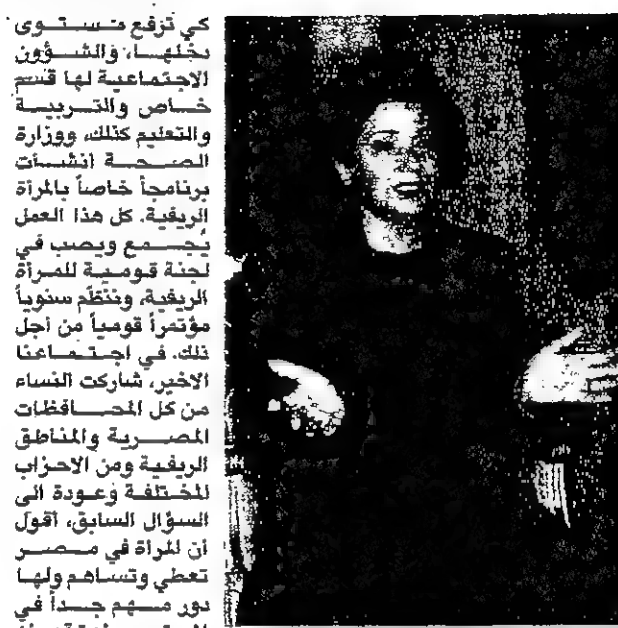 كي ترفع مستوى
دخلها، والشؤون
الاجتماعية لها قسم
خاص والتربية
والتعليم كذلك، ووزارة
الصحة انشأت
برنامجاً خاصاً بالمرأة
الريفية. كل هذا العمل
يُجمع ويصب في
لجنة قومية للمرأة
الريفية، وننظّم سنوياً
مؤتمراً قومياً من اجل
ذلك. في اجتماعنا
الاخير، شاركت النساء
من كل المحافظات
المصرية والمناطق
الريفية ومن الاحزاب
المختلفة وعودة الى
السؤال السابق، أقول
أن المرأة في مصر
تعطي وتساهم ولها
دور مهم جداً في